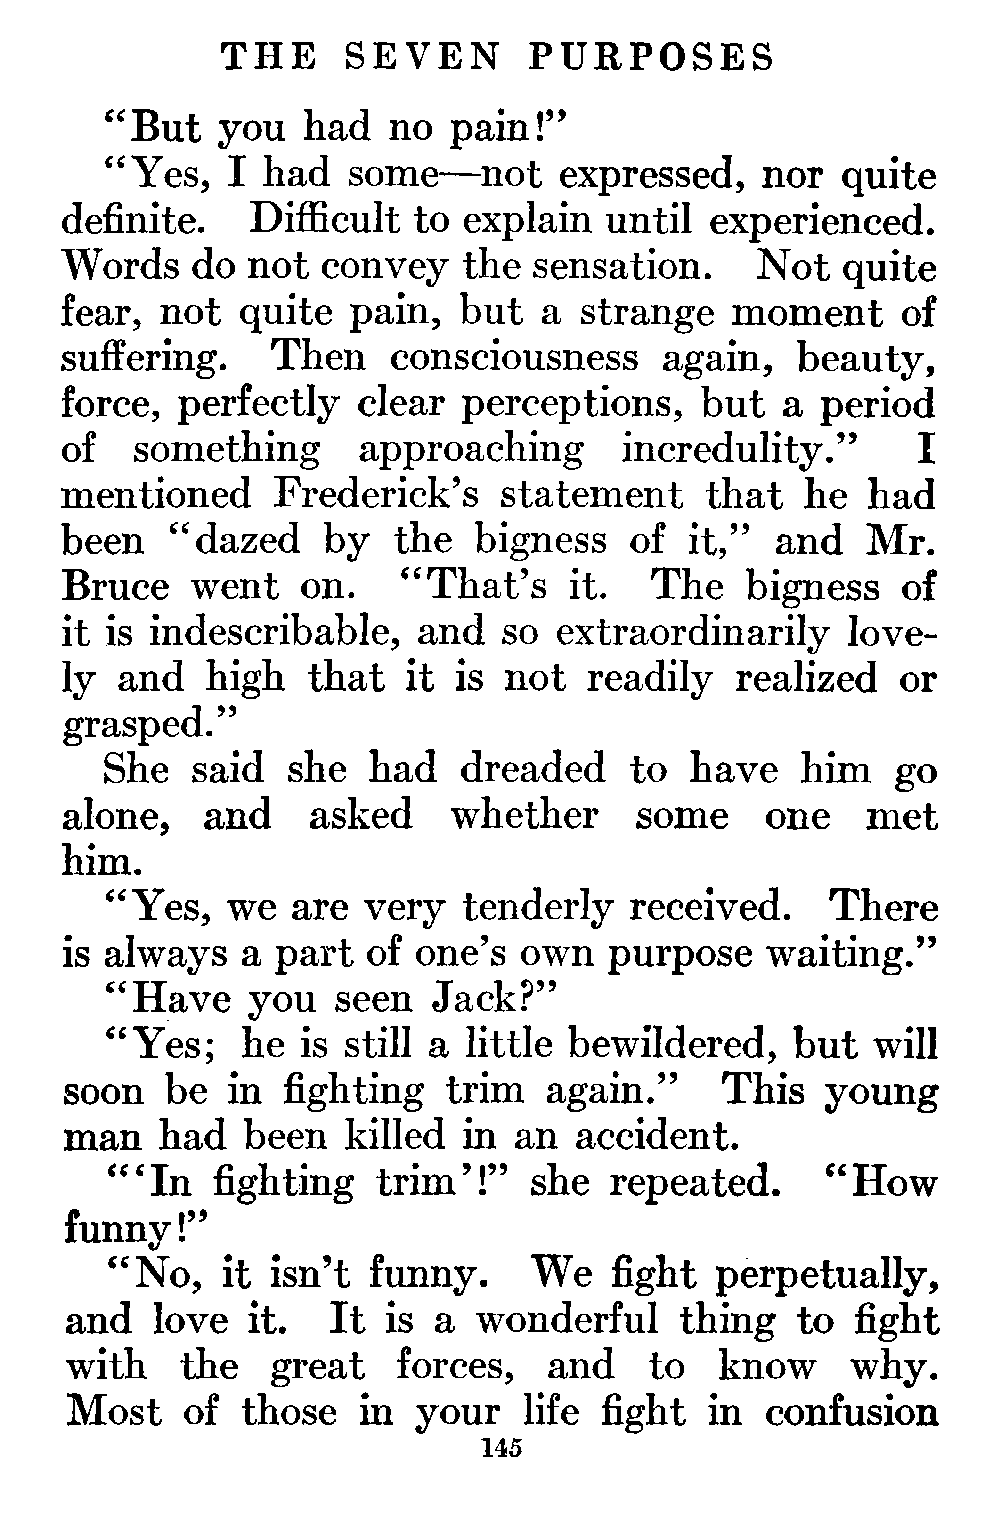 THE SEVEN PURPOSES
“But you had no pain!”
“Yes, I had some—not expressed, nor quite
definite. Difficult to explain until experienced.
Words do not convey the sensation. Not quite
fear, not quite pain, but a strange moment of
suffering. Then consciousness again, beauty,
force, perfectly clear perceptions, but a period
of something approaching incredulity.” I
mentioned Frederick’s statement that he had
been “dazed by the bigness of it,” and Mr.
Bruce went on. “That’s it. The bigness of
it is indescribable, and so extraordinarily love-
ly and high that it is not readily realized or
grasped.”
She said she had dreaded to have him go
alone, and asked whether some one met
him.
“Yes, we are very tenderly received. There
is always a part of one’s own purpose waiting.”
“Have you seen Jack?”
“Yes; he is still a little bewildered, but will
soon be in fighting trim again.” This young
man had been killed in an accident.
“‘In fighting trim’!” she repeated. “How
funny!”
“No, it isn’t funny. We fight perpetually,
and love it. It is a wonderful thing to fight
with the great forces, and to know why.
Most of those in your life fight in confusion
145